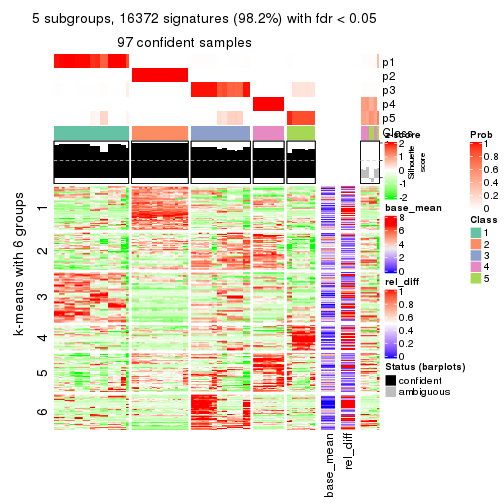 5 subgroups, 16372 signatures (98.2%) with fdr < 0.05
97 confident samples
p1
p2
p3
p4
p5
Class
z-score
2
1
0
-1
-2
Silhouette
score
Prob
1
0.8
0.6
0.4
0.2
0
Class
1
2
3
4
5
base_mean
8
6
4
2
0
rel_diff
1
0.8
0.6
0.4
0.2
0
Status (barplots)
confident
ambiguous
k-means with 6 groups
1
2
3
4
5
6
base_mean
rel_diff